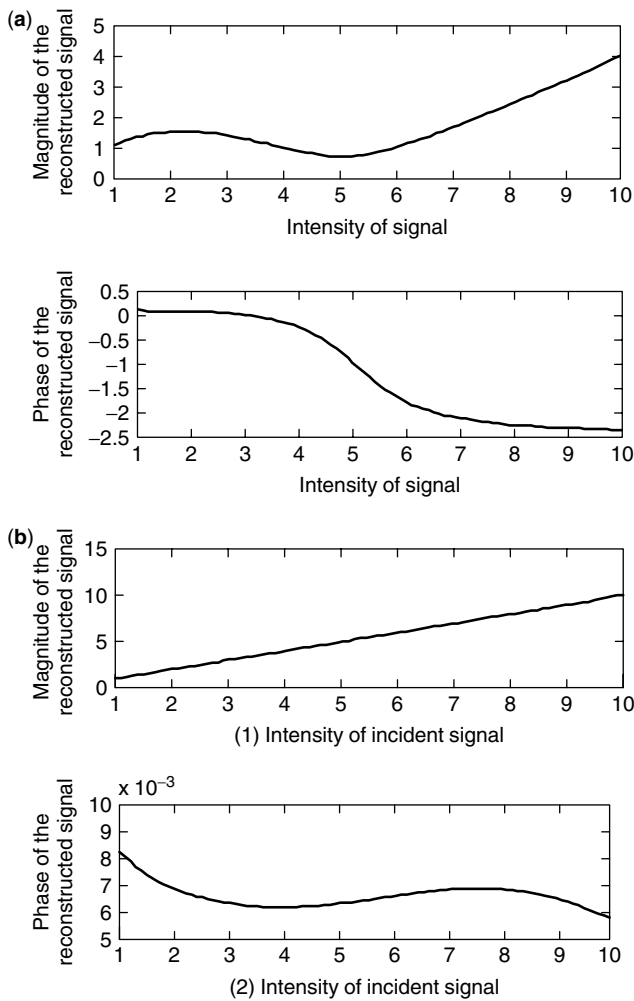 (a)
Magnitude of the
reconstructed signal
5
4
3
2
1
0
1 2 3 4 5 6 7 8 9 10
Intensity of signal
Phase of the
reconstructed signal
0.5
0
−0.5
−1
−1.5
−2
−2.5
1 2 3 4 5 6 7 8 9 10
Intensity of signal
(b)
Magnitude of the
reconstructed signal
15
10
5
0
1 2 3 4 5 6 7 8 9 10
(1) Intensity of incident signal
x 10−3
Phase of the
reconstructed signal
10
9
8
7
6
5
1 2 3 4 5 6 7 8 9 10
(2) Intensity of incident signal